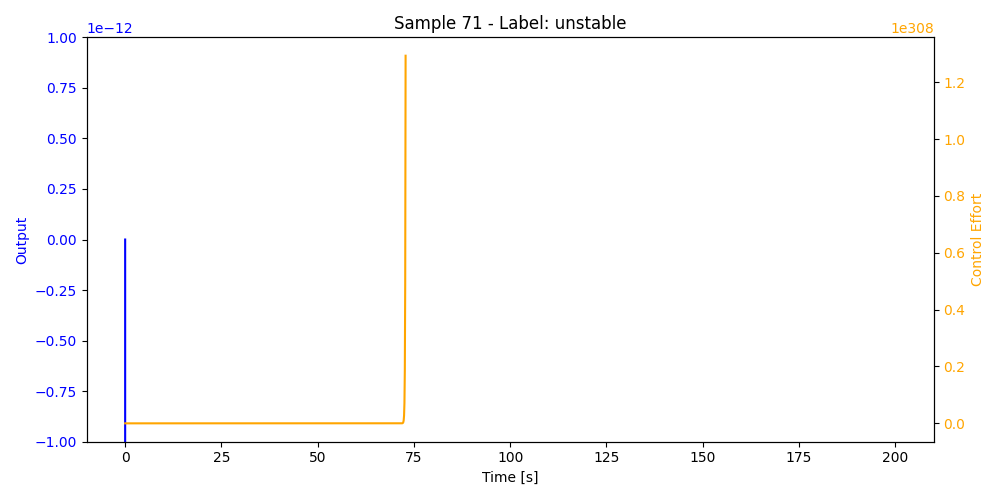 Sample 71 - Label: unstable
1e−12
1e308
1.00
0.75
0.50
0.25
0.00
−0.25
−0.50
−0.75
−1.00
Output
1.2
1.0
0.8
0.6
0.4
0.2
0.0
Control Effort
0 25 50 75 100 125 150 175 200
Time [s]